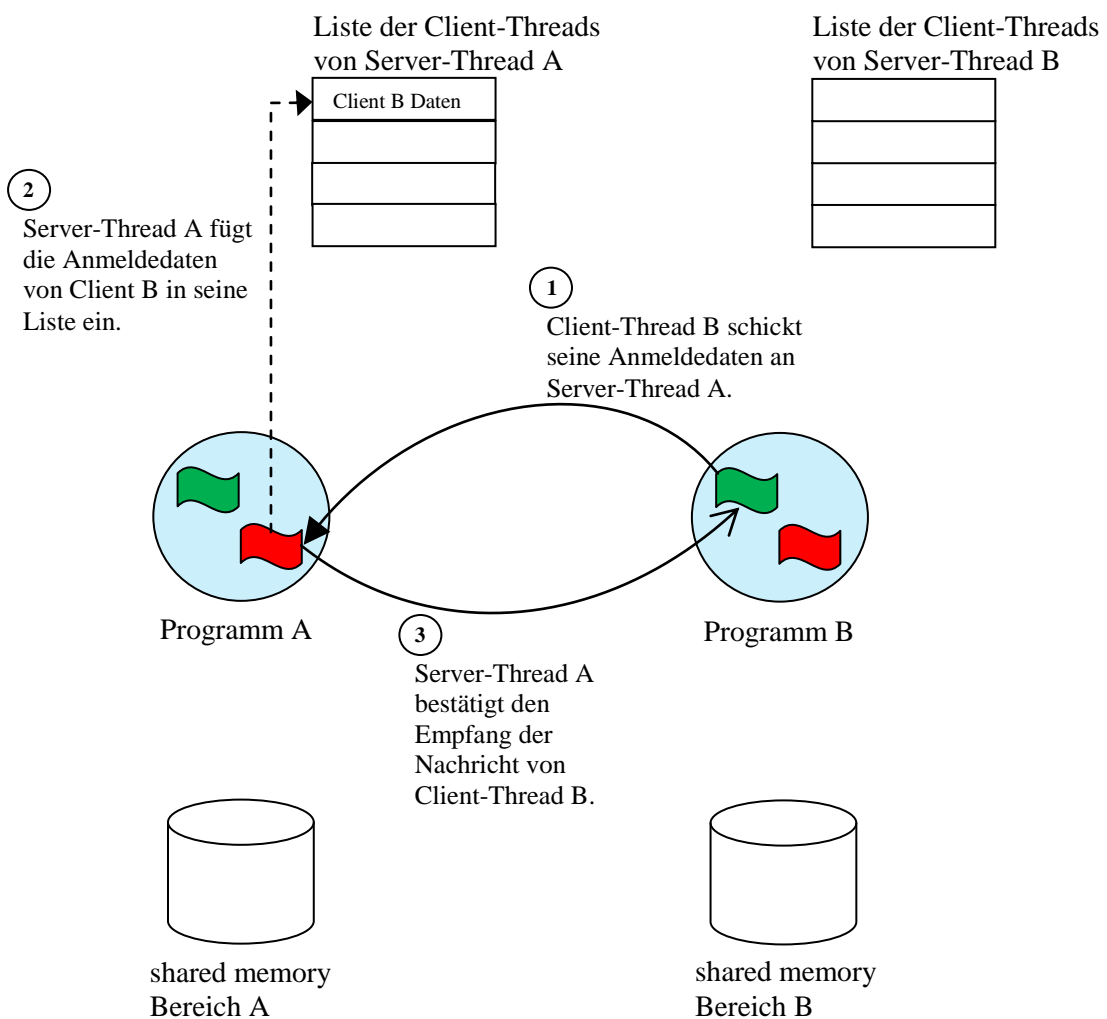 Liste der Client-Threads
von Server-Thread A
Liste der Client-Threads
von Server-Thread B
Client B Daten
2
Server-Thread A fügt
die Anmeldedaten
von Client B in seine
Liste ein.
1
Client-Thread B schickt
seine Anmeldedaten an
Server-Thread A.
Programm A
Programm B
3
Server-Thread A
bestätigt den
Empfang der
Nachricht von
Client-Thread B.
shared memory
Bereich A
shared memory
Bereich B